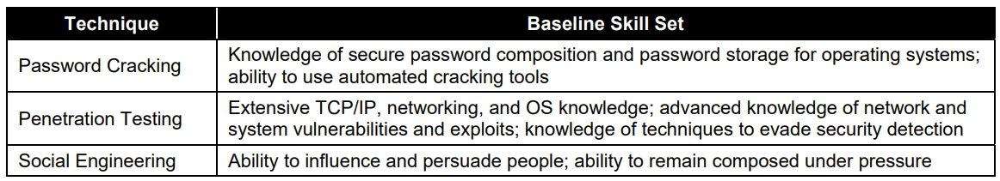 Technique Baseline Skill Set
Password Cracking
Knowledge of secure password composition and password storage for operating systems;
ability to use automated cracking tools
Penetration Testing
Extensive TCP/IP, networking, and OS knowledge; advanced knowledge of network and
system vulnerabilities and exploits; knowledge of techniques to evade security detection
Social Engineering
Ability to influence and persuade people; ability to remain composed under pressure